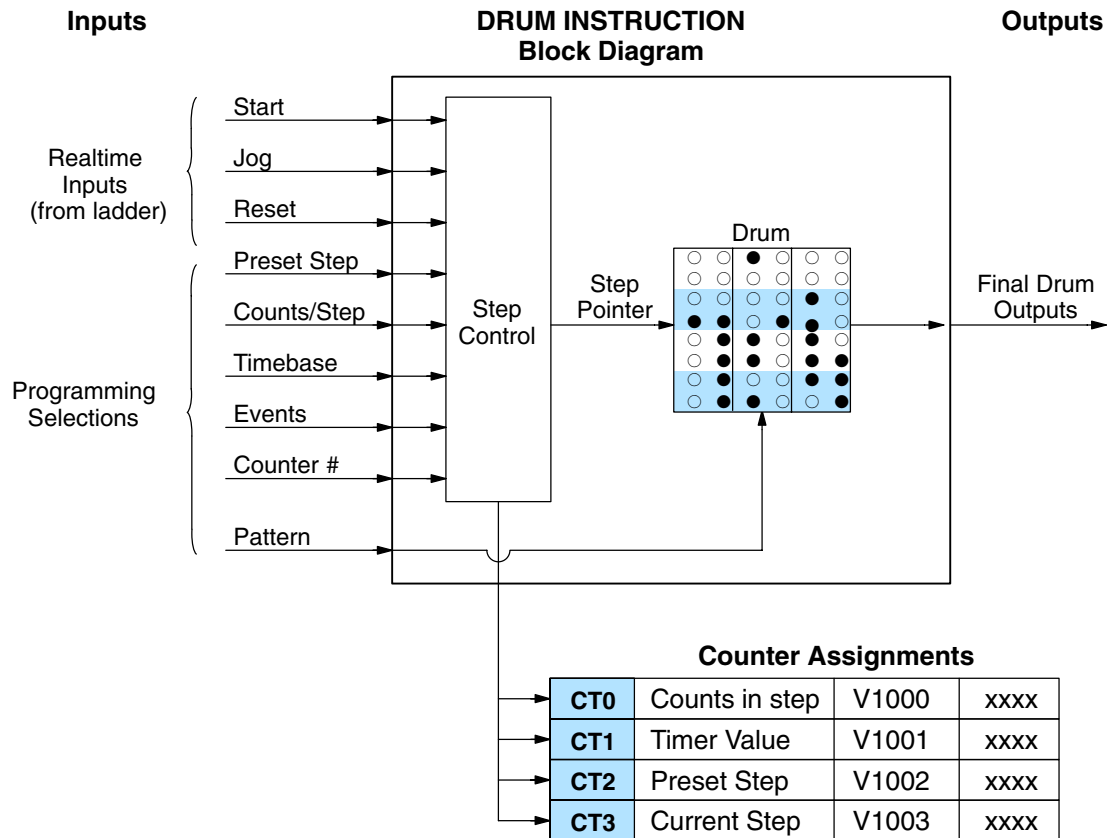 Inputs
DRUM INSTRUCTION
Block Diagram
Outputs
Start
Jog
Reset
Realtime
Inputs
(from ladder)
Preset Step
Counts/Step
Timebase
Events
Counter #
Pattern
Programming
Selections
Step
Control
Step
Pointer
Drum
Final Drum
Outputs
Counter Assignments
CT0 Counts in step V1000 xxxx
CT1 Timer Value V1001 xxxx
CT2 Preset Step V1002 xxxx
CT3 Current Step V1003 xxxx